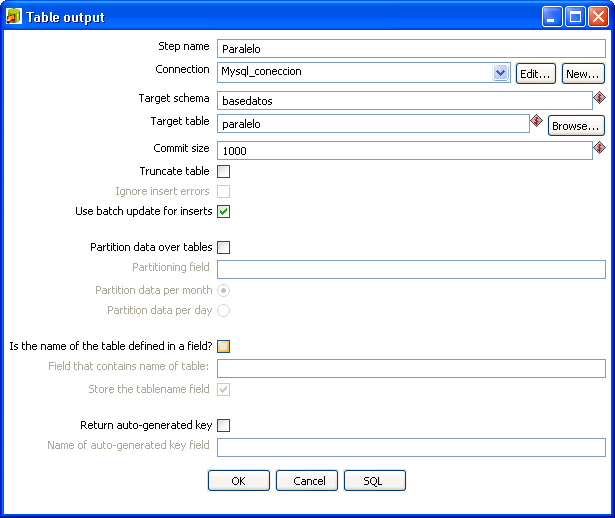 Table output
Step name Paralelo
Connection Mysql_coneccion Edit... New...
Target schema basedatos
Target table paralelo Browse...
Commit size 1000
Truncate table
Ignore insert errors
Use batch update for inserts
Partition data over tables
Partitioning field
Partition data per month
Partition data per day
Is the name of the table defined in a field?
Field that contains name of table:
Store the tablename field
Return auto-generated key
Name of auto-generated key field
OK Cancel SQL